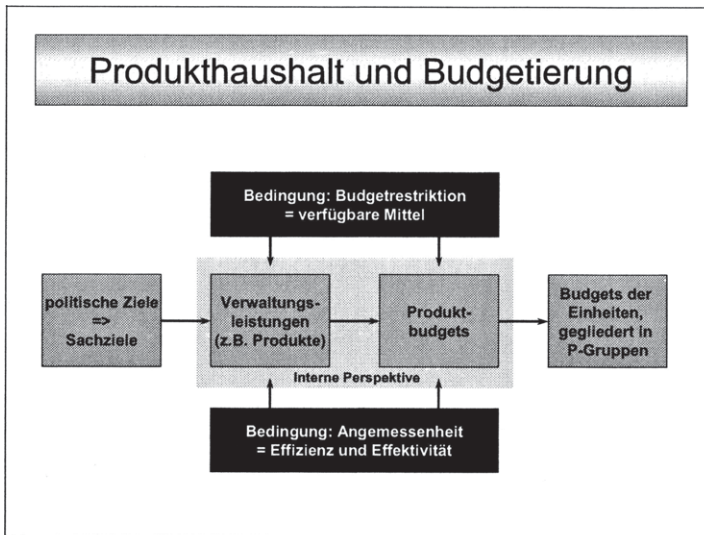 Produkthaushalt und Budgetierung
Bedingung: Budgetrestriktion
= verfügbare Mittel
politische Ziele
=>
Sachziele
Verwaltungs-
leistungen
(z.B. Produkte)
Produkt-
budgets
Budgets der
Einheiten,
gegliedert in
P-Gruppen
Interne Perspektive
Bedingung: Angemessenheit
= Effizienz und Effektivität